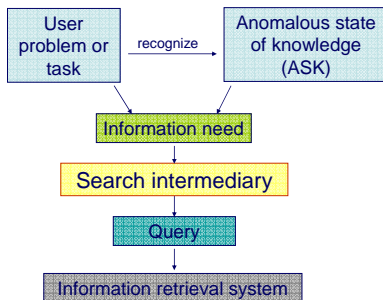 User
problem or
task
recognize
Anomalous state
of knowledge
(ASK)
Information need
Search intermediary
Query
Information retrieval system